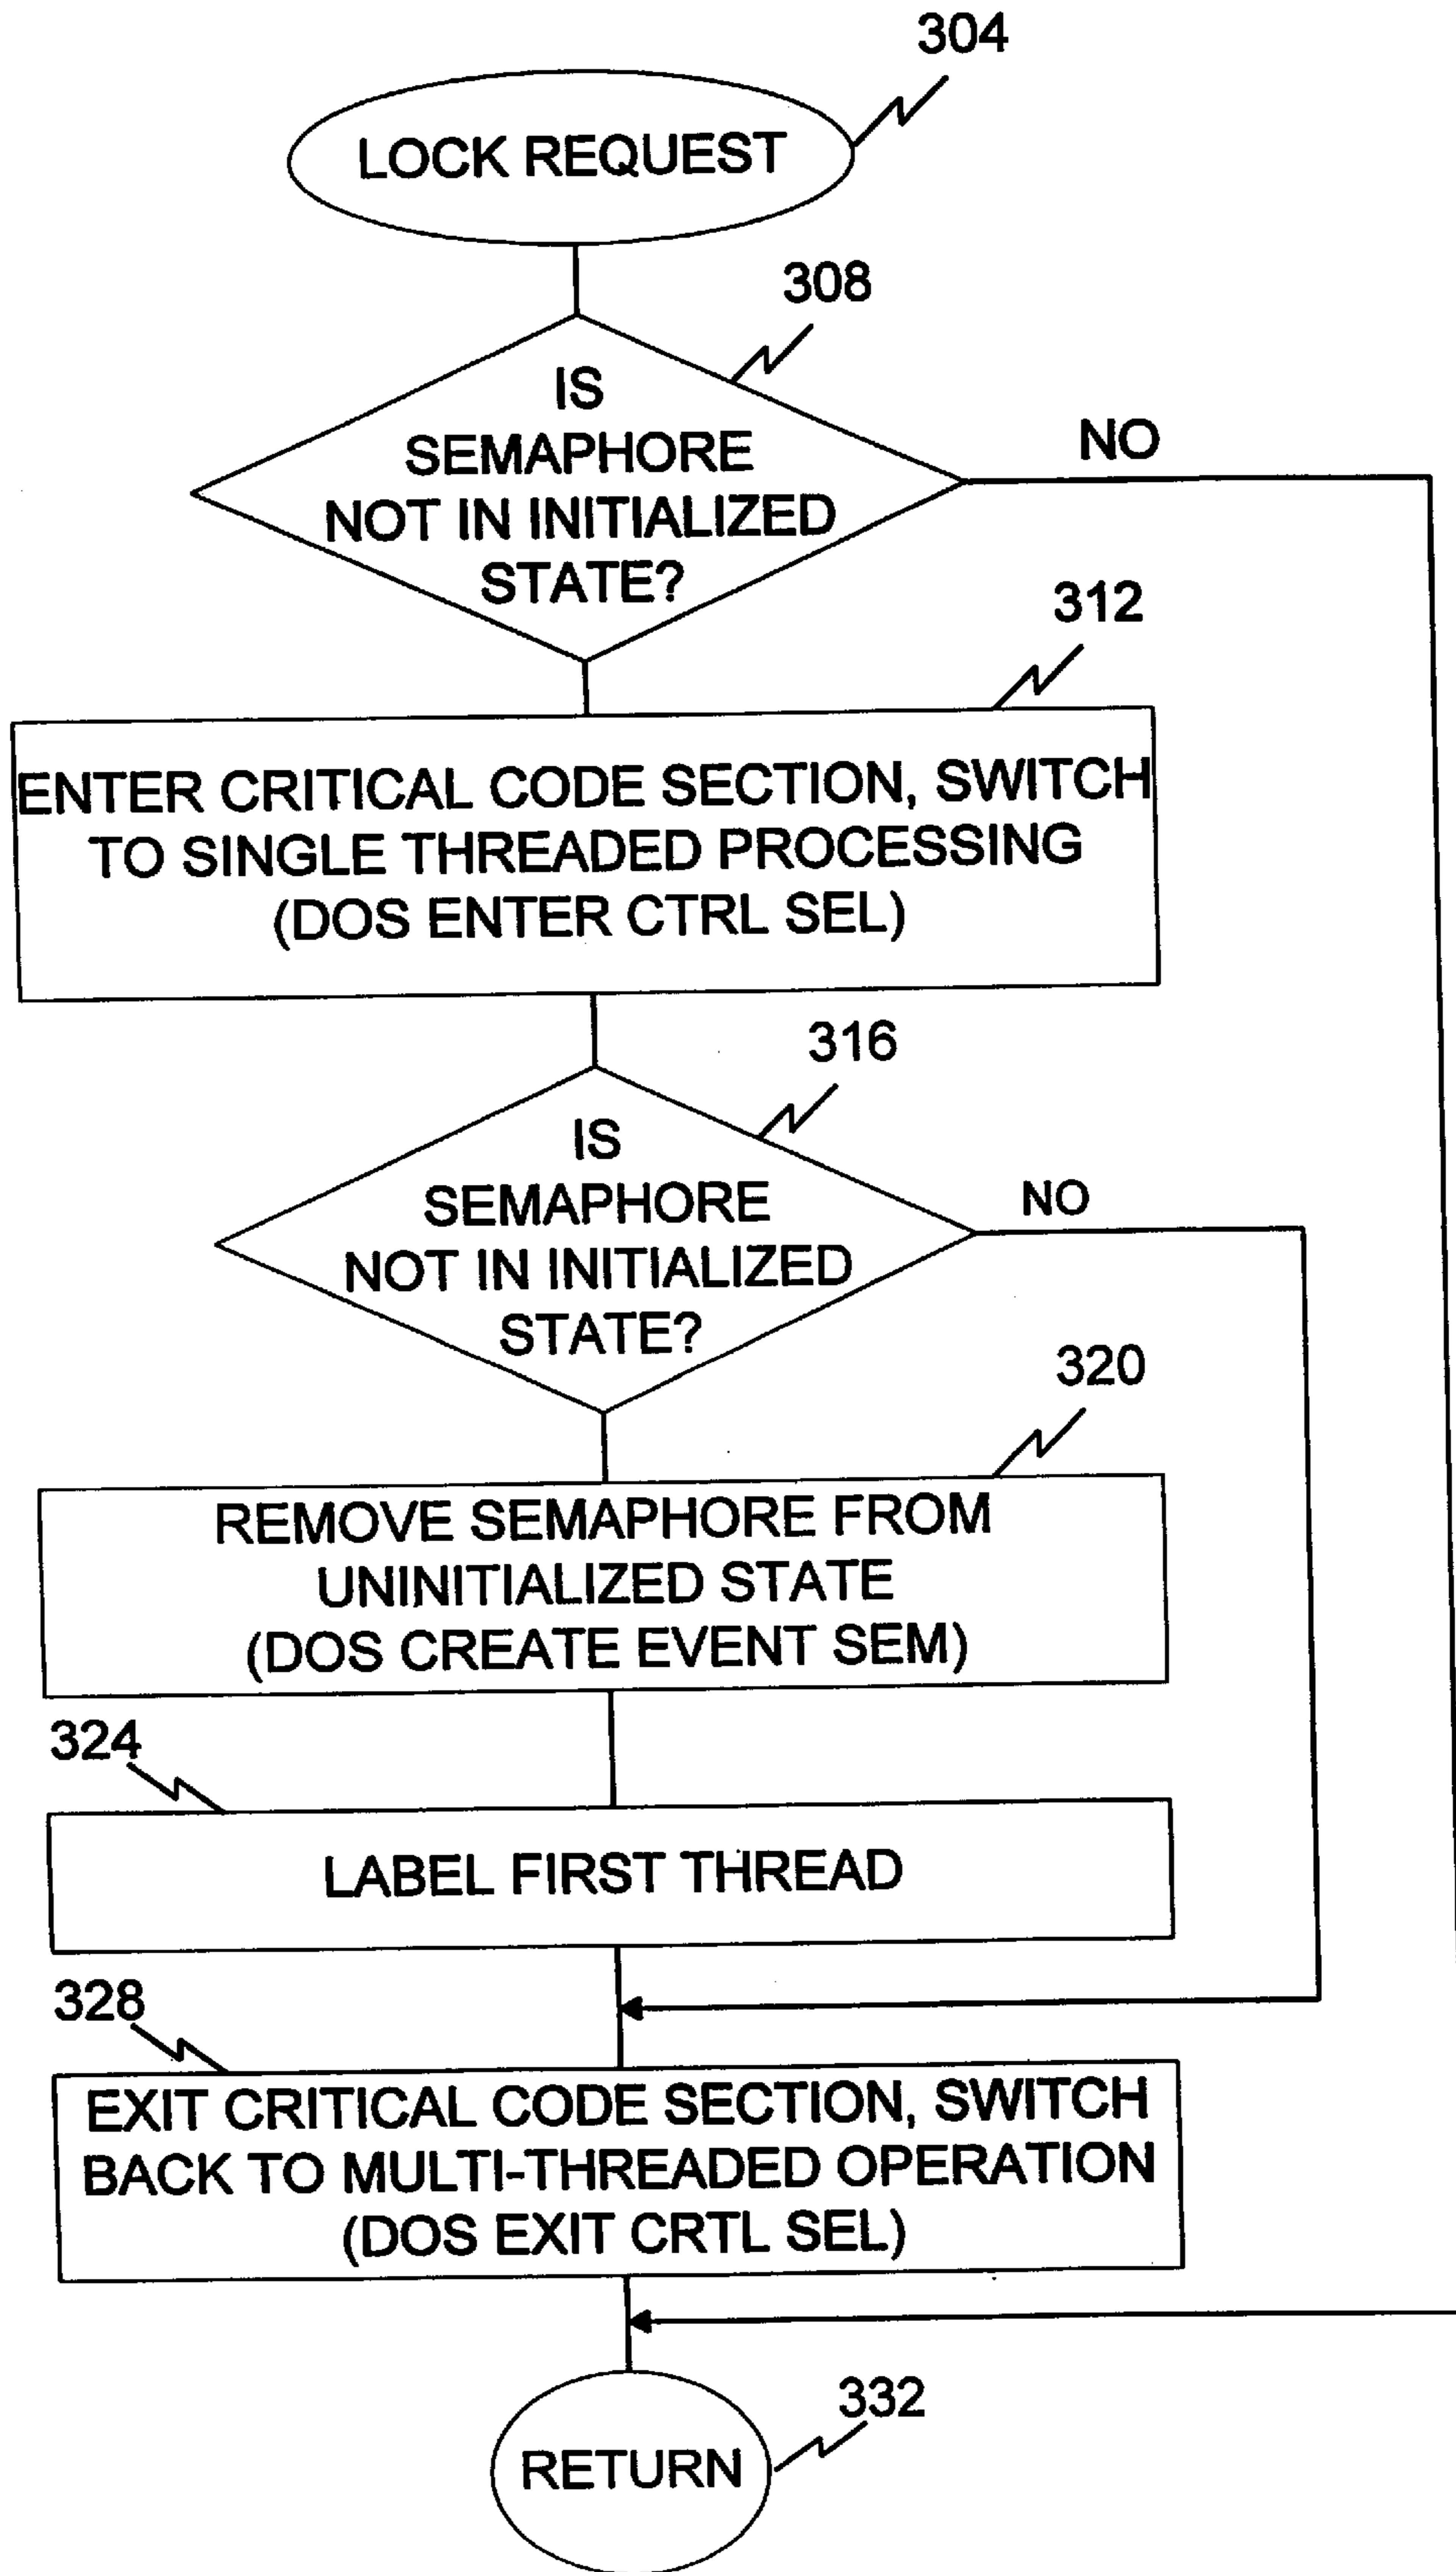 304
LOCK REQUEST
308
IS
SEMAPHORE
NOT IN INITIALIZED
STATE?
NO
312
ENTER CRITICAL CODE SECTION, SWITCH
TO SINGLE THREADED PROCESSING
(DOS ENTER CTRL SEL)
316
IS
SEMAPHORE
NOT IN INITIALIZED
STATE?
NO
320
REMOVE SEMAPHORE FROM
UNINITIALIZED STATE
(DOS CREATE EVENT SEM)
324
LABEL FIRST THREAD
328
EXIT CRITICAL CODE SECTION, SWITCH
BACK TO MULTI-THREADED OPERATION
(DOS EXIT CRTL SEL)
332
RETURN